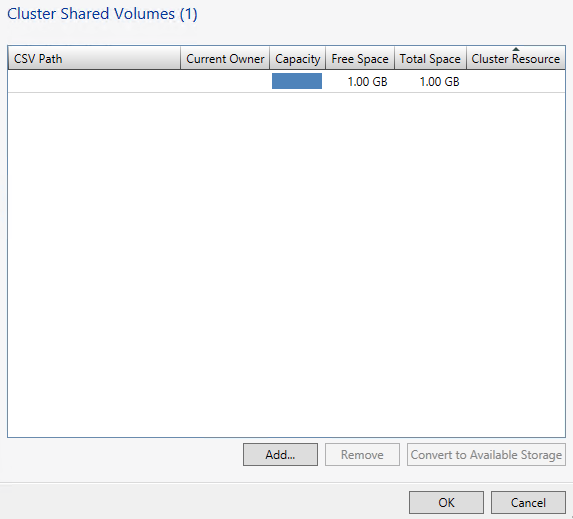 Cluster Shared Volumes (1)
CSV Path Current Owner Capacity Free Space Total Space Cluster Resource
1.00 GB 1.00 GB
Add... Remove Convert to Available Storage
OK Cancel